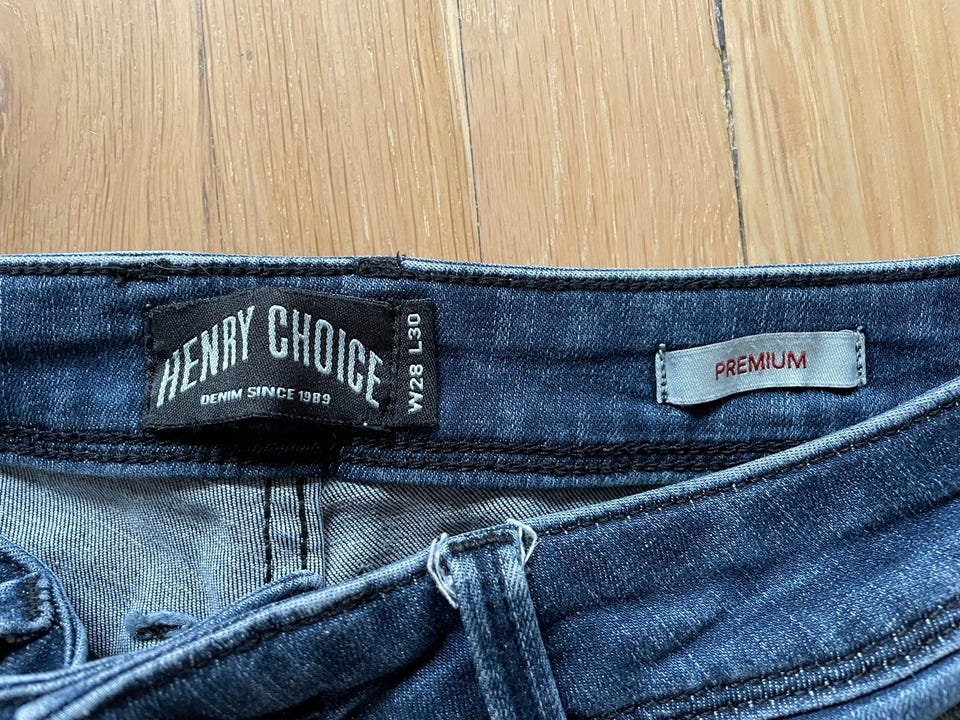 HENRY CHOICE
DENIM SINCE 1989
W28 L30
PREMIUM